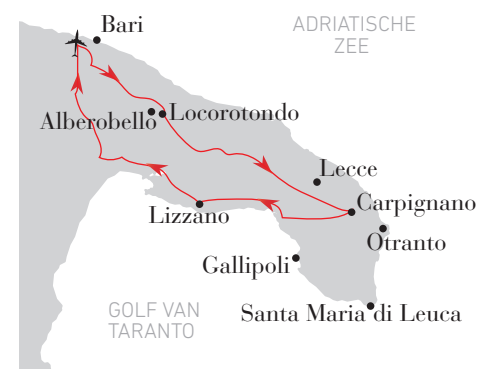 Bari
ADRIATISCHE
ZEE
Alberobello
Locorotondo
Lecce
Carpignano
Lizzano
Otranto
Gallipoli
GOLF VAN
TARANTO
Santa Maria di Leuca